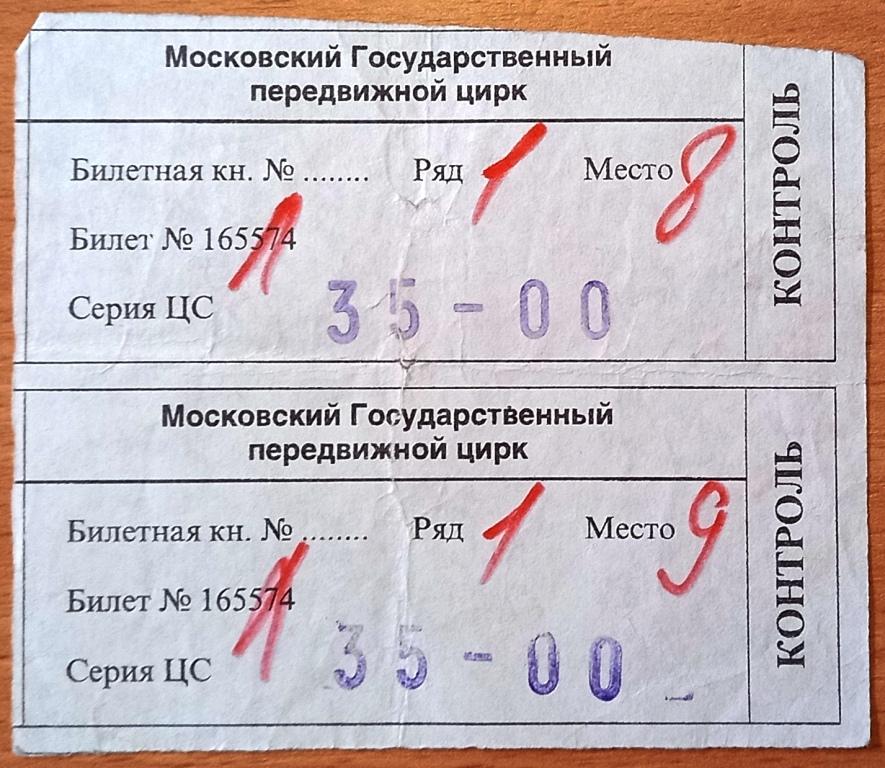 Московский Государственный
передвижной цирк
Билетная кн. № ........ Ряд 1 Место 8
Билет № 165574
1
Серия ЦС
35-00
КОНТРОЛЬ
Московский Государственный
передвижной цирк
Билетная кн. № ........ Ряд 1 Место 9
Билет № 165574
1
Серия ЦС
35-00
КОНТРОЛЬ